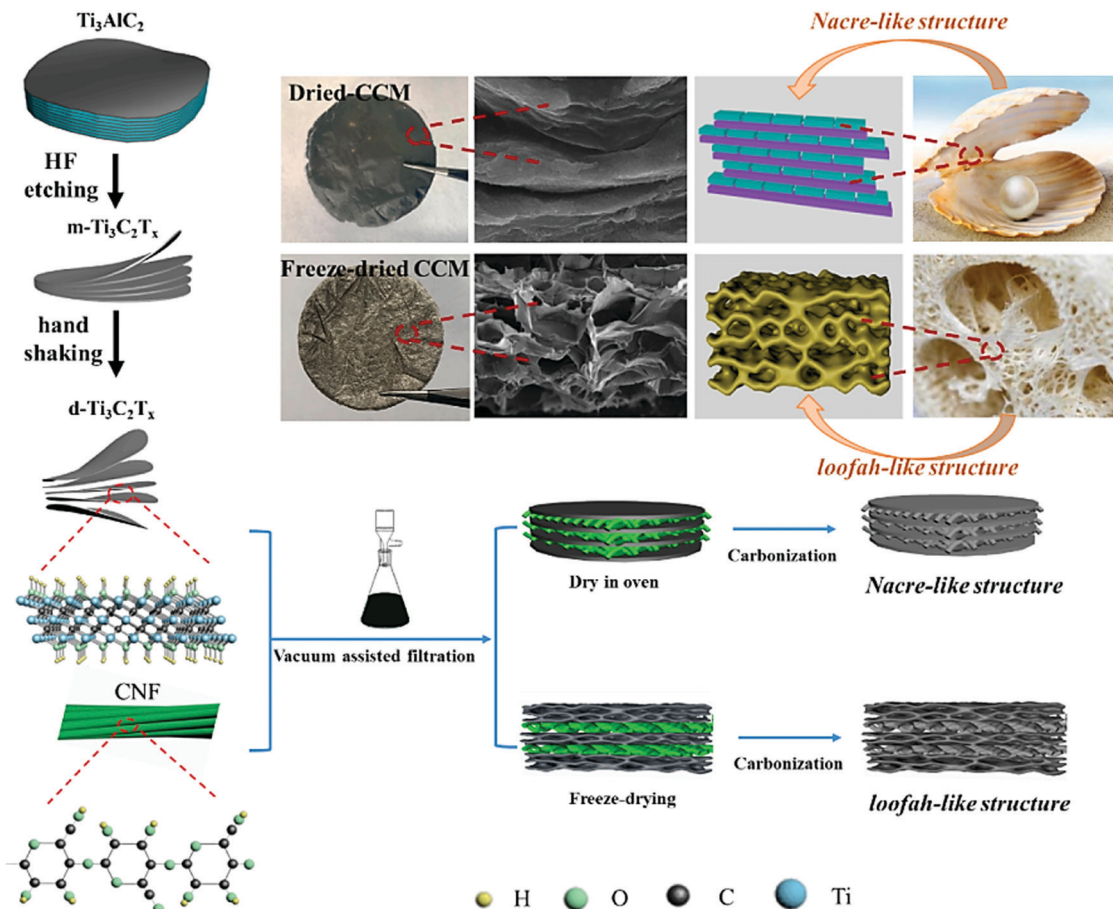 Ti₃AlC₂
HF
etching
m-Ti₃C₂Tₓ
hand
shaking
d-Ti₃C₂Tₓ
CNF
Nacre-like structure
Dried-CCM
Freeze-dried CCM
loofah-like structure
Vacuum assisted filtration
Dry in oven
Carbonization
Nacre-like structure
Freeze-drying
Carbonization
loofah-like structure
H O C Ti